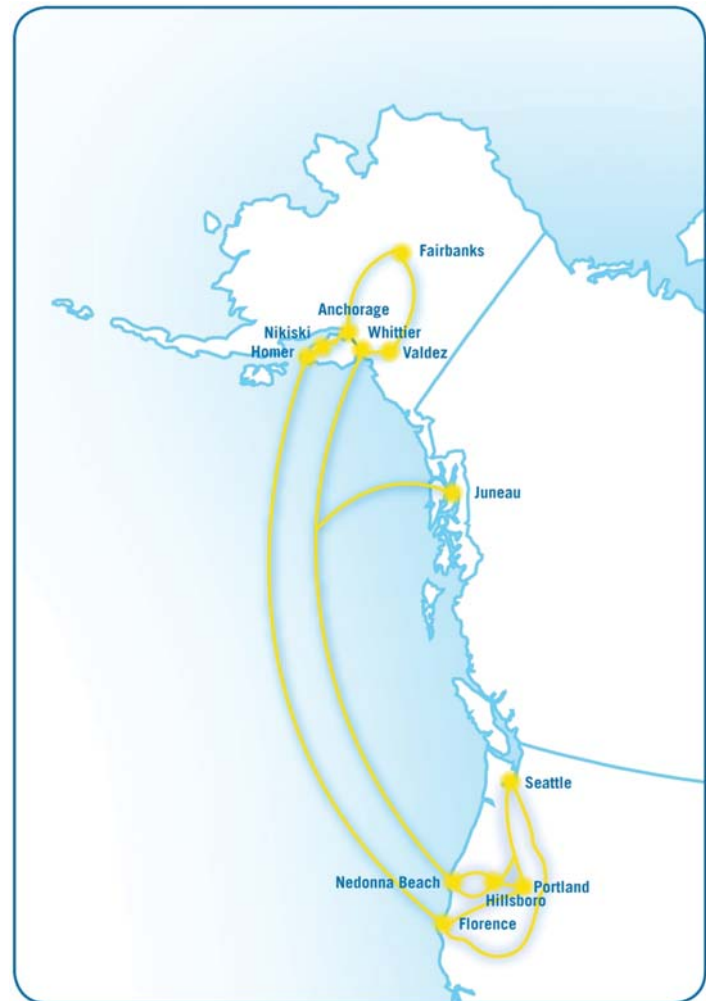 Fairbanks
Anchorage
Nikiski
Whittier
Homer
Valdez
Juneau
Seattle
Nedonna Beach
Portland
Hillsboro
Florence